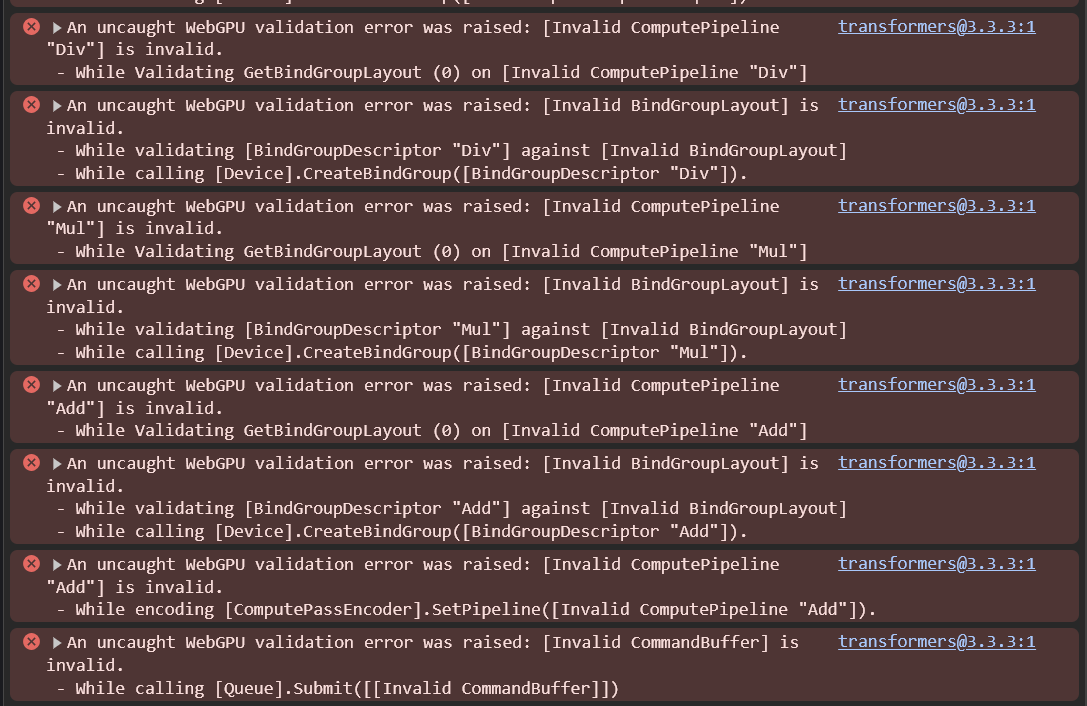 An uncaught WebGPU validation error was raised: [Invalid ComputePipeline transformers@3.3.3:1
"Div"] is invalid.
- While Validating GetBindGroupLayout (0) on [Invalid ComputePipeline "Div"]
An uncaught WebGPU validation error was raised: [Invalid BindGroupLayout] is transformers@3.3.3:1
invalid.
- While validating [BindGroupDescriptor "Div"] against [Invalid BindGroupLayout]
- While calling [Device].CreateBindGroup([BindGroupDescriptor "Div"]).
An uncaught WebGPU validation error was raised: [Invalid ComputePipeline transformers@3.3.3:1
"Mul"] is invalid.
- While Validating GetBindGroupLayout (0) on [Invalid ComputePipeline "Mul"]
An uncaught WebGPU validation error was raised: [Invalid BindGroupLayout] is transformers@3.3.3:1
invalid.
- While validating [BindGroupDescriptor "Mul"] against [Invalid BindGroupLayout]
- While calling [Device].CreateBindGroup([BindGroupDescriptor "Mul"]).
An uncaught WebGPU validation error was raised: [Invalid ComputePipeline transformers@3.3.3:1
"Add"] is invalid.
- While Validating GetBindGroupLayout (0) on [Invalid ComputePipeline "Add"]
An uncaught WebGPU validation error was raised: [Invalid BindGroupLayout] is transformers@3.3.3:1
invalid.
- While validating [BindGroupDescriptor "Add"] against [Invalid BindGroupLayout]
- While calling [Device].CreateBindGroup([BindGroupDescriptor "Add"]).
An uncaught WebGPU validation error was raised: [Invalid ComputePipeline transformers@3.3.3:1
"Add"] is invalid.
- While encoding [ComputePassEncoder].SetPipeline([Invalid ComputePipeline "Add"]).
An uncaught WebGPU validation error was raised: [Invalid CommandBuffer] is transformers@3.3.3:1
invalid.
- While calling [Queue].Submit([[Invalid CommandBuffer]])